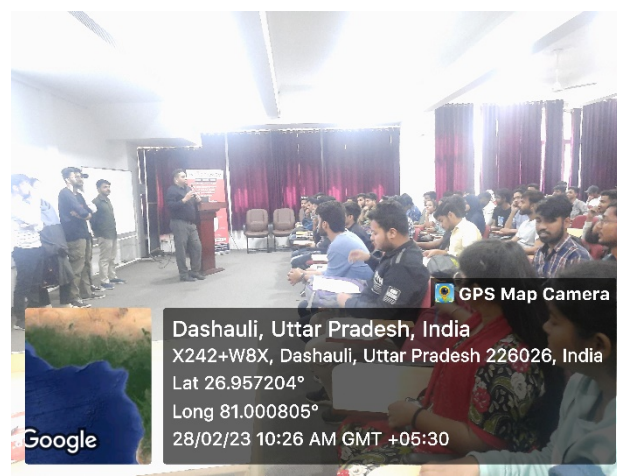 GPS Map Camera
Dashauli, Uttar Pradesh, India
X242+W8X, Dashauli, Uttar Pradesh 226026, India
Lat 26.957204°
Long 81.000805°
28/02/23 10:26 AM GMT +05:30
Google